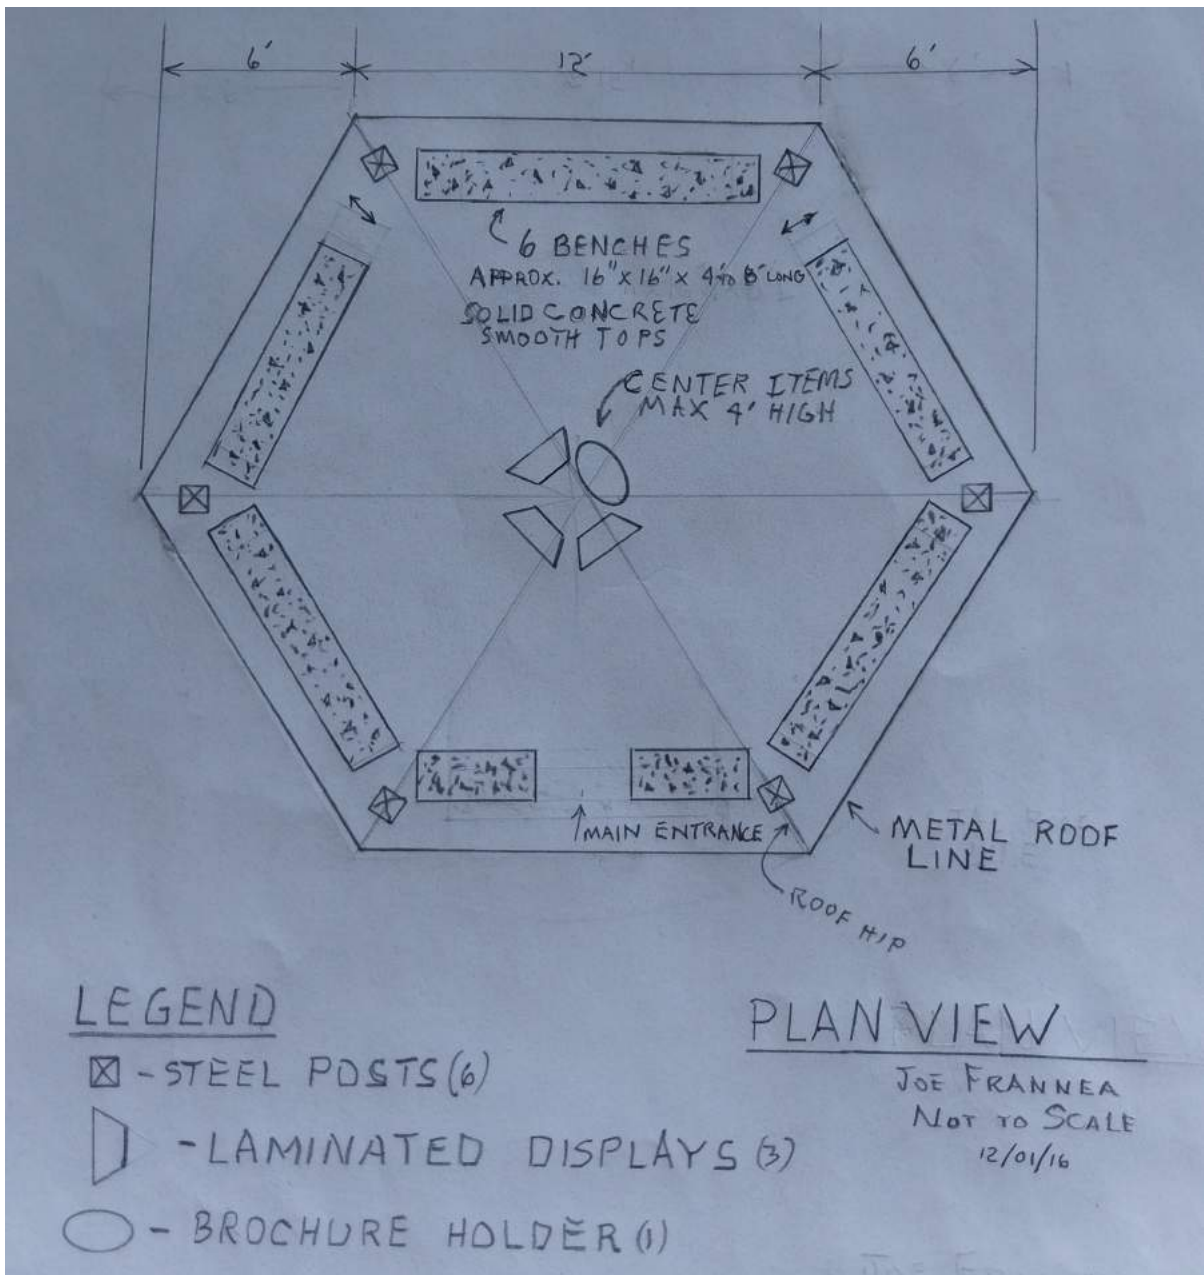 6' 12' 6'
6 BENCHES
APPROX. 16" X 16" X 4' TO 8' LONG
SOLID CONCRETE
SMOOTH TOPS
CENTER ITEMS
MAX 4' HIGH
MAIN ENTRANCE
METAL ROOF
LINE
ROOF HIP
LEGEND
- STEEL POSTS (6)
- LAMINATED DISPLAYS (3)
- BROCHURE HOLDER (1)
PLAN VIEW
JOE FRANNEA
NOT TO SCALE
12/01/16